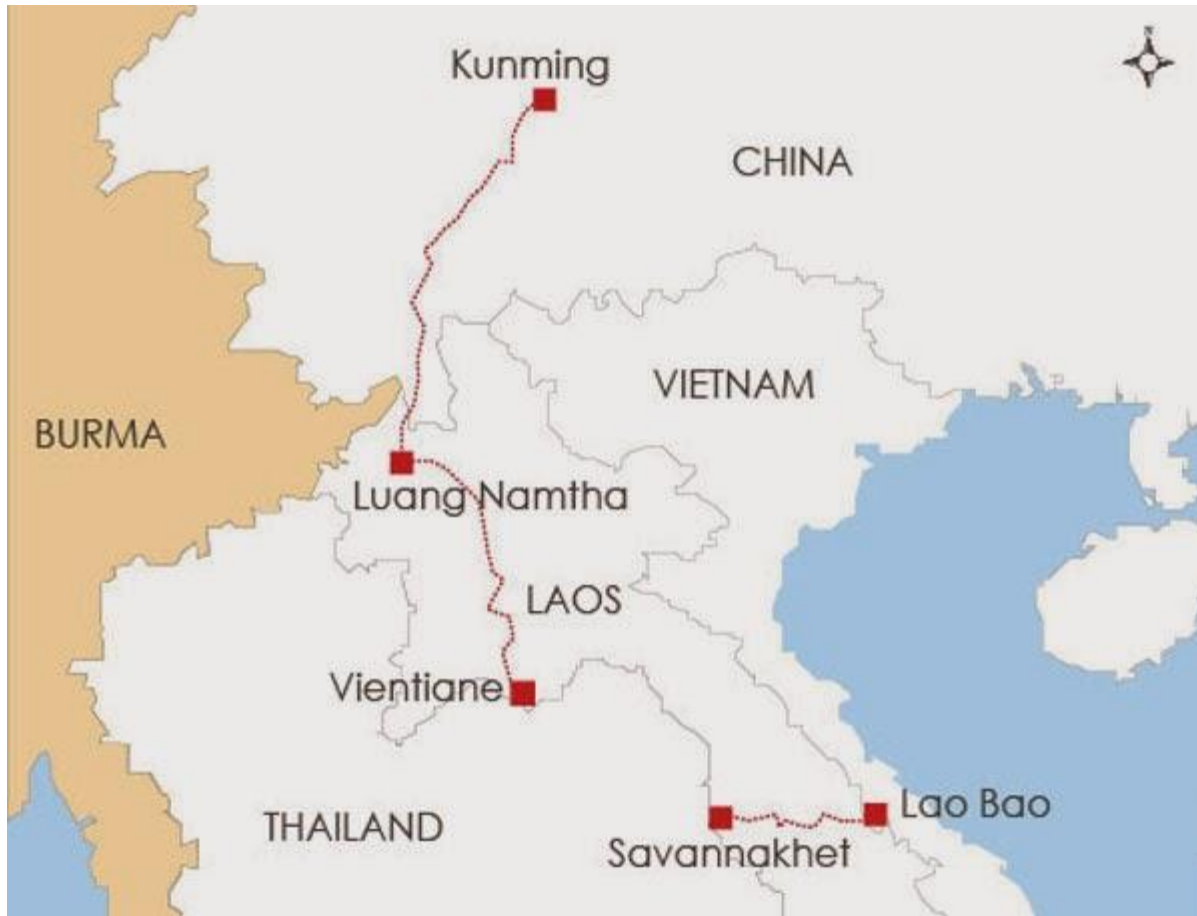 N
Kunming
CHINA
VIETNAM
BURMA
Luang Namtha
LAOS
Vientiane
Lao Bao
THAILAND
Savannakhet